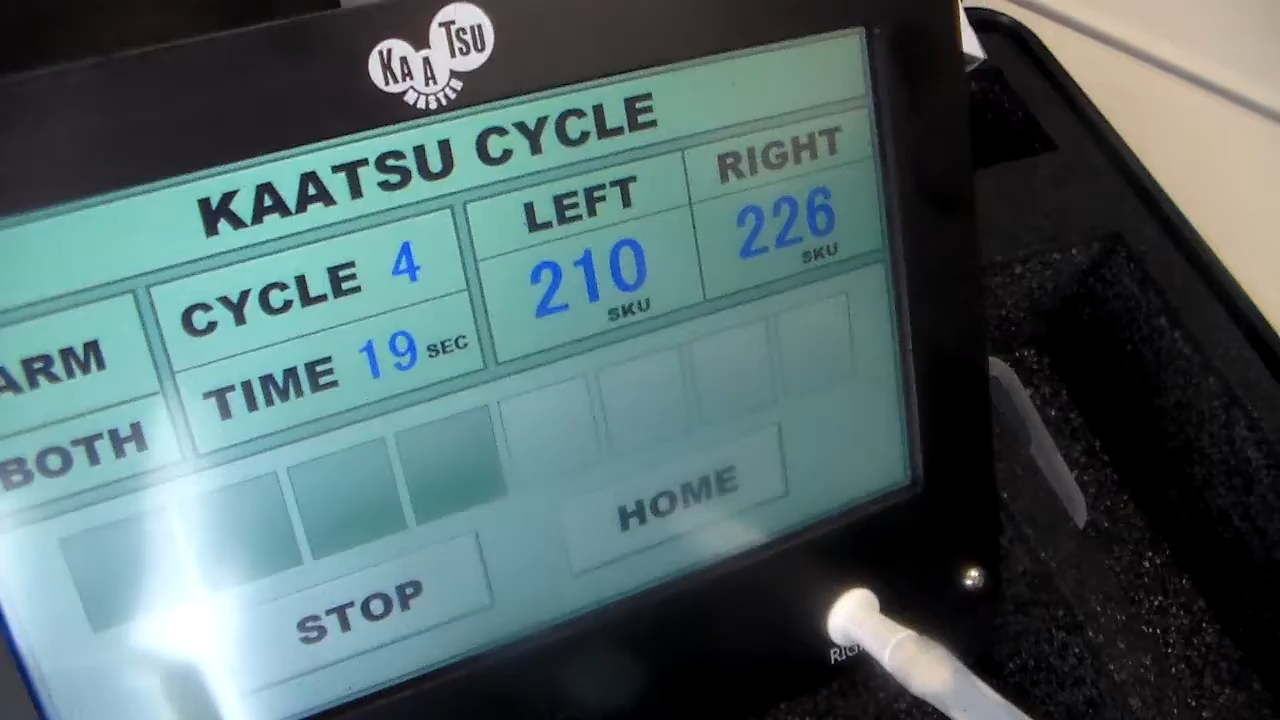 KAATSU
MASTER
KAATSU CYCLE
ARM
BOTH
CYCLE 4
TIME 19 SEC
LEFT
210
SKU
RIGHT
226
SKU
STOP
HOME